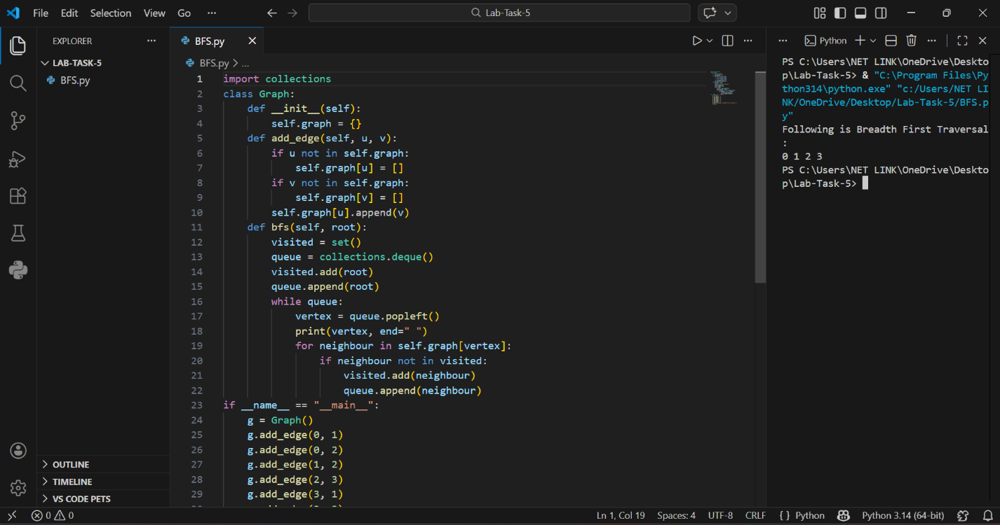 File Edit Selection View Go ··· Lab-Task-5
EXPLORER ···
LAB-TASK-5
BFS.py
OUTLINE
TIMELINE
VS CODE PETS
BFS.py
BFS.py > ...
1 import collections
2 class Graph:
3     def __init__(self):
4         self.graph = {}
5     def add_edge(self, u, v):
6         if u not in self.graph:
7             self.graph[u] = []
8         if v not in self.graph:
9             self.graph[v] = []
10         self.graph[u].append(v)
11     def bfs(self, root):
12         visited = set()
13         queue = collections.deque()
14         visited.add(root)
15         queue.append(root)
16         while queue:
17             vertex = queue.popleft()
18             print(vertex, end=" ")
19             for neighbour in self.graph[vertex]:
20                 if neighbour not in visited:
21                     visited.add(neighbour)
22                     queue.append(neighbour)
23 if __name__ == "__main__":
24     g = Graph()
25     g.add_edge(0, 1)
26     g.add_edge(0, 2)
27     g.add_edge(1, 2)
28     g.add_edge(2, 3)
29     g.add_edge(3, 1)
Python
PS C:\Users\NET LINK\OneDrive\Deskto
p\Lab-Task-5> & "C:\Program Files\Py
thon314\python.exe" "c:/Users/NET LI
NK/OneDrive/Desktop/Lab-Task-5/BFS.p
y"
Following is Breadth First Traversal
:
0 1 2 3
PS C:\Users\NET LINK\OneDrive\Deskto
p\Lab-Task-5>
0 0 Ln 1, Col 19 Spaces: 4 UTF-8 CRLF { } Python Python 3.14 (64-bit)